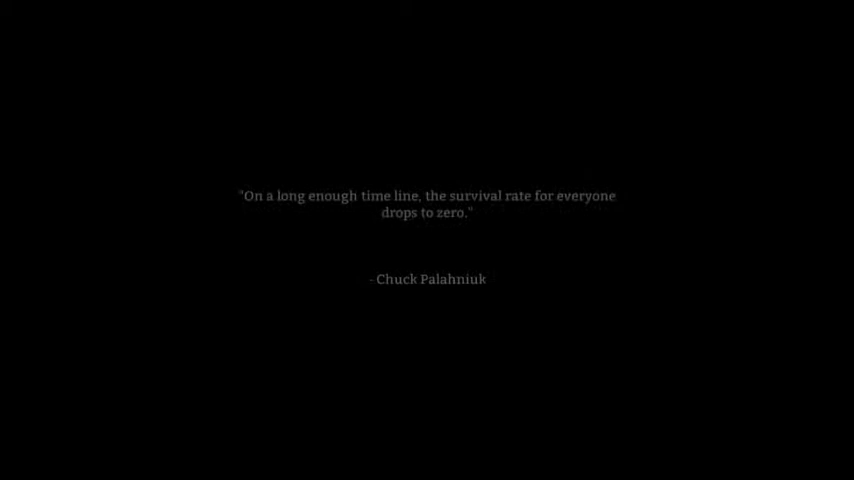 "On a long enough time line, the survival rate for everyone
drops to zero."
- Chuck Palahniuk